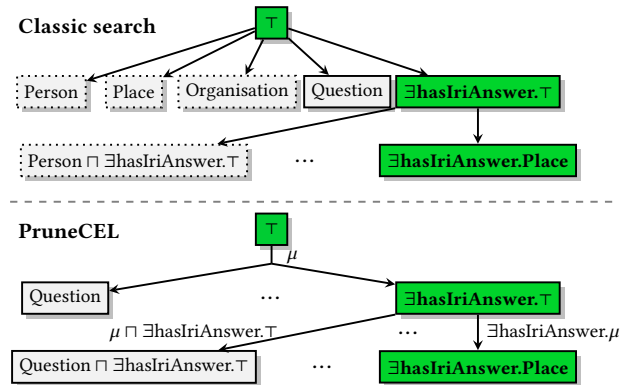 Classic search
⊤
Person Place Organisation Question ∃hasIriAnswer.⊤
Person ⊓ ∃hasIriAnswer.⊤ ... ∃hasIriAnswer.Place
PruneCEL
⊤
μ
Question ... ∃hasIriAnswer.⊤
μ ⊓ ∃hasIriAnswer.⊤ ... ∃hasIriAnswer.μ
Question ⊓ ∃hasIriAnswer.⊤ ... ∃hasIriAnswer.Place